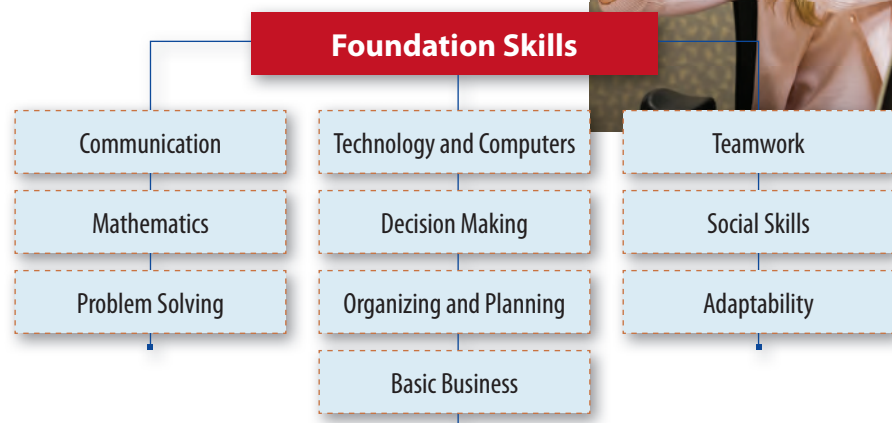 Foundation Skills
Communication
Mathematics
Problem Solving
Technology and Computers
Decision Making
Organizing and Planning
Basic Business
Teamwork
Social Skills
Adaptability